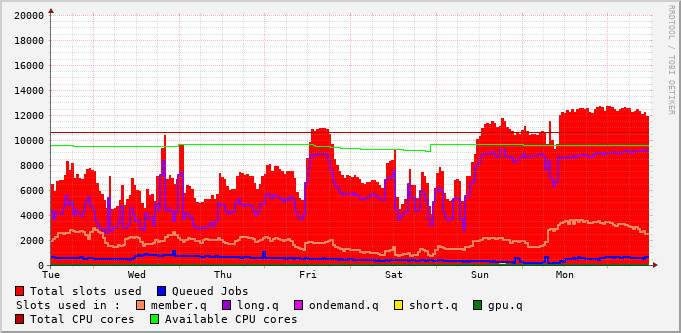 20000
18000
16000
14000
12000
10000
8000
6000
4000
2000
0
Tue Wed Thu Fri Sat Sun Mon
RRDTOOL / TOBI OETIKER
Total slots used Queued Jobs
Slots used in : member.q long.q ondemand.q short.q gpu.q
Total CPU cores Available CPU cores